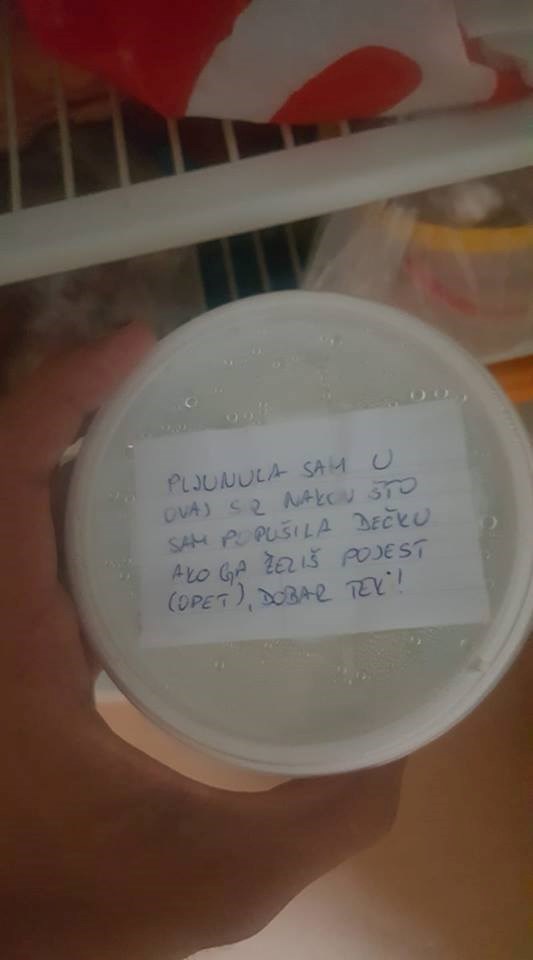 PLJUNULA SAM U
OVAJ SIR NAKON ŠTO
SAM POPUŠILA DEČKU
AKO GA ŽELIŠ POJEST
(OPET), DOBAR TEK!